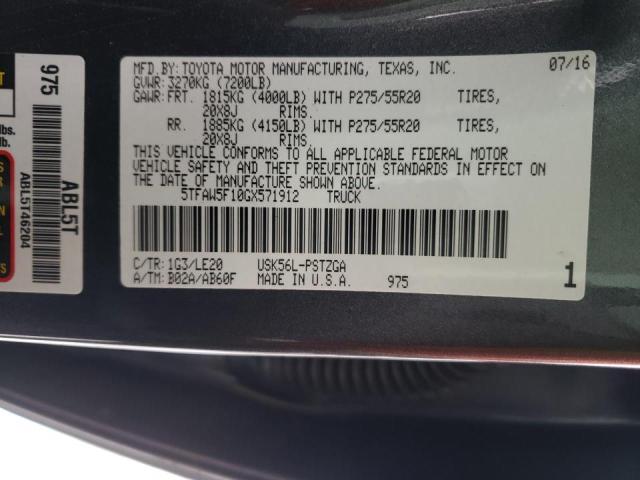 MFD.BY:TOYOTA MOTOR MANUFACTURING, TEXAS, INC. 07/16
GVWR:3270KG (7200LB)
GAWR:FRT. 1815KG (4000LB) WITH P275/55R20 TIRES,
20X8J RIMS.
RR. 1885KG (4150LB) WITH P275/55R20 TIRES,
20X8J RIMS.
THIS VEHICLE CONFORMS TO ALL APPLICABLE FEDERAL MOTOR
VEHICLE SAFETY AND THEFT PREVENTION STANDARDS IN EFFECT ON
THE DATE OF MANUFACTURE SHOWN ABOVE.
5TFAW5F10GX571912 TRUCK
C/TR:1G3/LE20 USK56L-PSTZGA
A/TM:B02A/AB60F MADE IN U.S.A. 975 1
975
ABL5T
ABL5T46204
lbs.
lb.